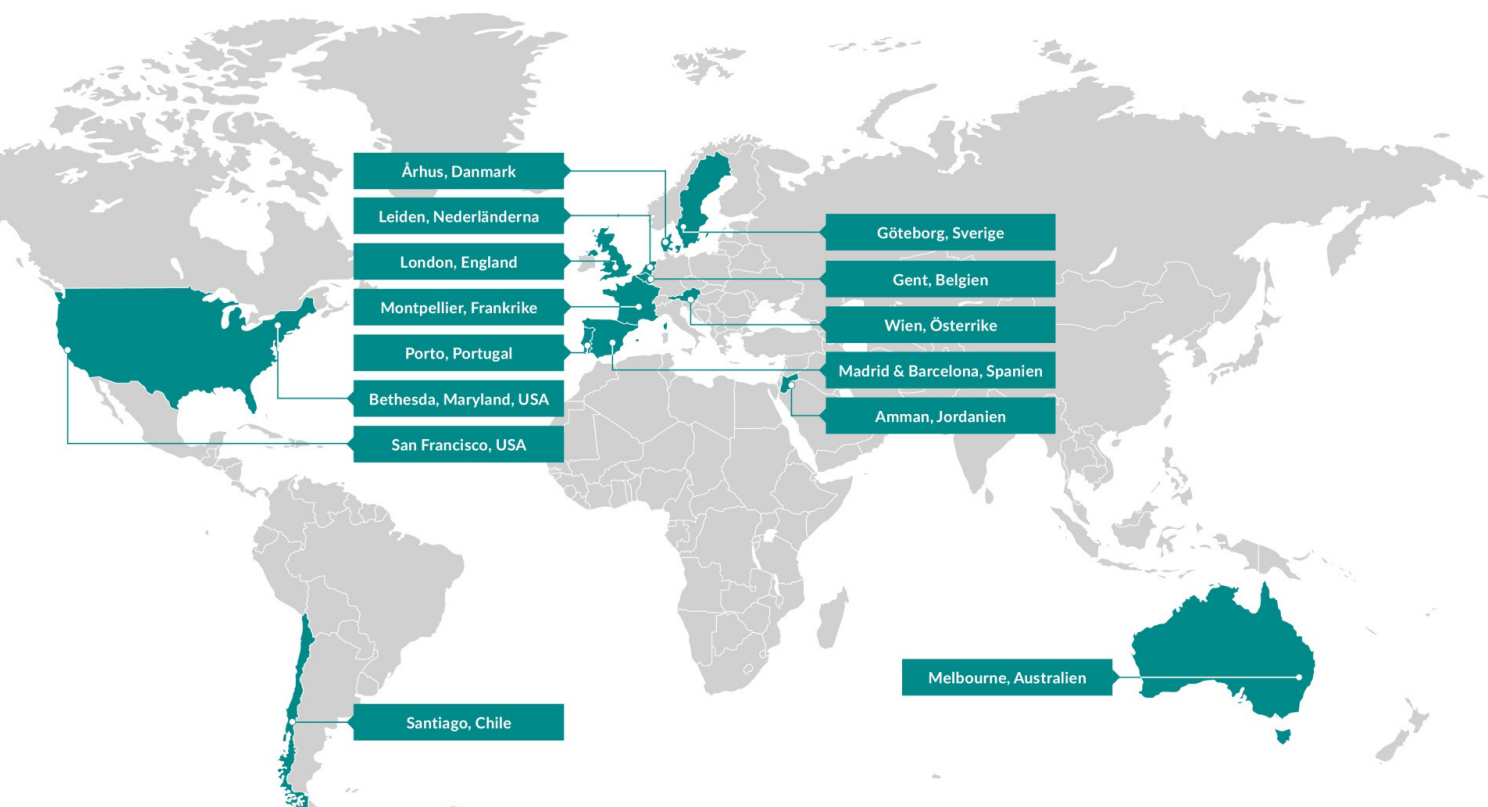 Århus, Danmark
Leiden, Nederländerna
London, England
Montpellier, Frankrike
Porto, Portugal
Bethesda, Maryland, USA
San Francisco, USA
Göteborg, Sverige
Gent, Belgien
Wien, Österrike
Madrid & Barcelona, Spanien
Amman, Jordanien
Melbourne, Australien
Santiago, Chile